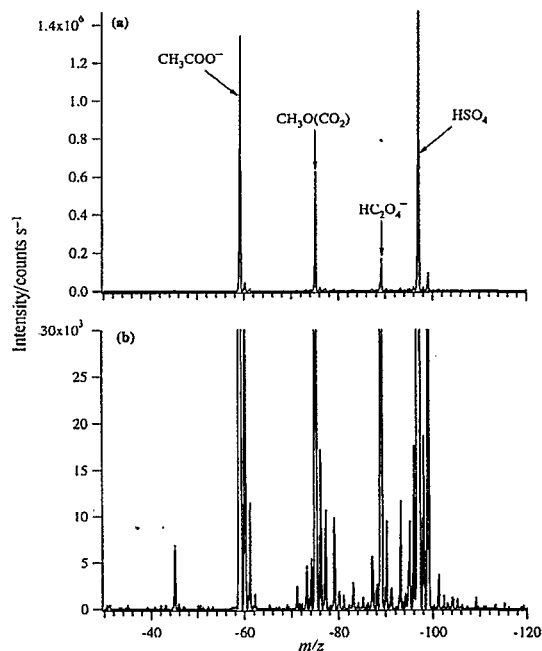 (a)
1.4x10⁶
1.2
1.0
0.8
0.6
0.4
0.2
0.0
CH₃COO⁻
CH₃O(CO₂)
HC₂O₄⁻
HSO₄
Intensity/counts s⁻¹
(b)
30x10³
25
20
15
10
5
0
-40 -60 -80 -100 -120
m/z